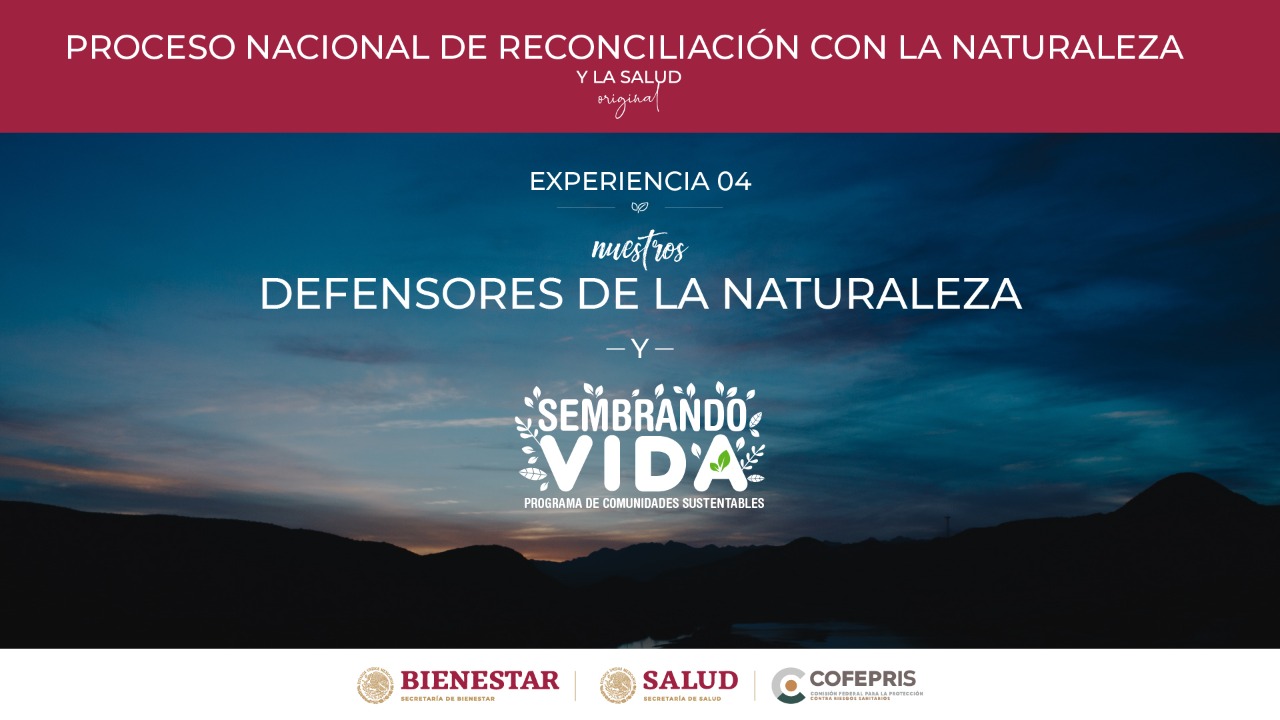 PROCESO NACIONAL DE RECONCILIACIÓN CON LA NATURALEZA
Y LA SALUD
original
EXPERIENCIA 04
nuestros
DEFENSORES DE LA NATURALEZA
— Y —
SEMBRANDO
VIDA
PROGRAMA DE COMUNIDADES SUSTENTABLES
BIENESTAR
SECRETARÍA DE BIENESTAR
SALUD
SECRETARÍA DE SALUD
COFEPRIS
COMISIÓN FEDERAL PARA LA PROTECCIÓN
CONTRA RIESGOS SANITARIOS